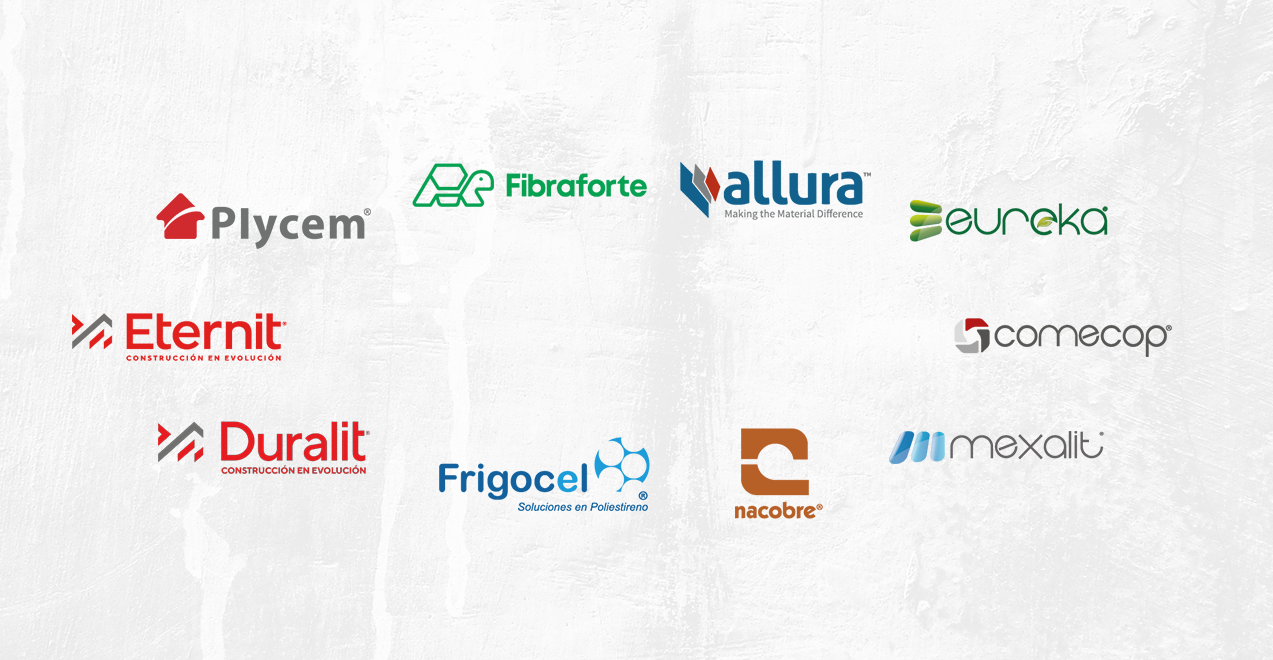 Fibraforte
allura™
Making the Material Difference
Plycem®
eureka
Eternit®
CONSTRUCCIÓN EN EVOLUCIÓN
comecop®
Duralit®
CONSTRUCCIÓN EN EVOLUCIÓN
Frigocel®
Soluciones en Poliestireno
nacobre®
mexalit